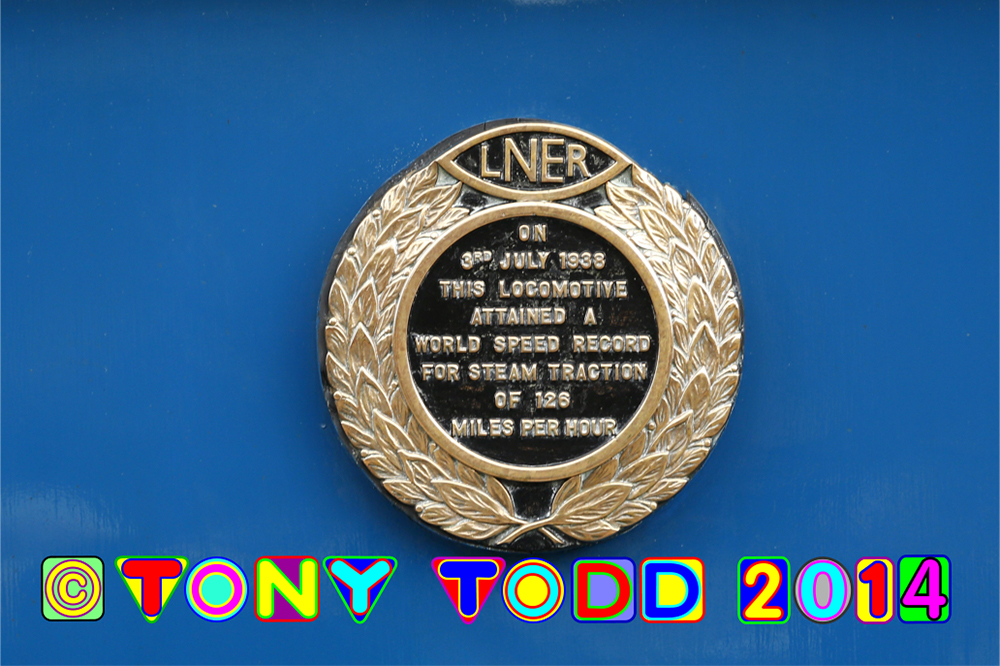 LNER
ON
3RD JULY 1938
THIS LOCOMOTIVE
ATTAINED A
WORLD SPEED RECORD
FOR STEAM TRACTION
OF 126
MILES PER HOUR
© TONY TODD 2014